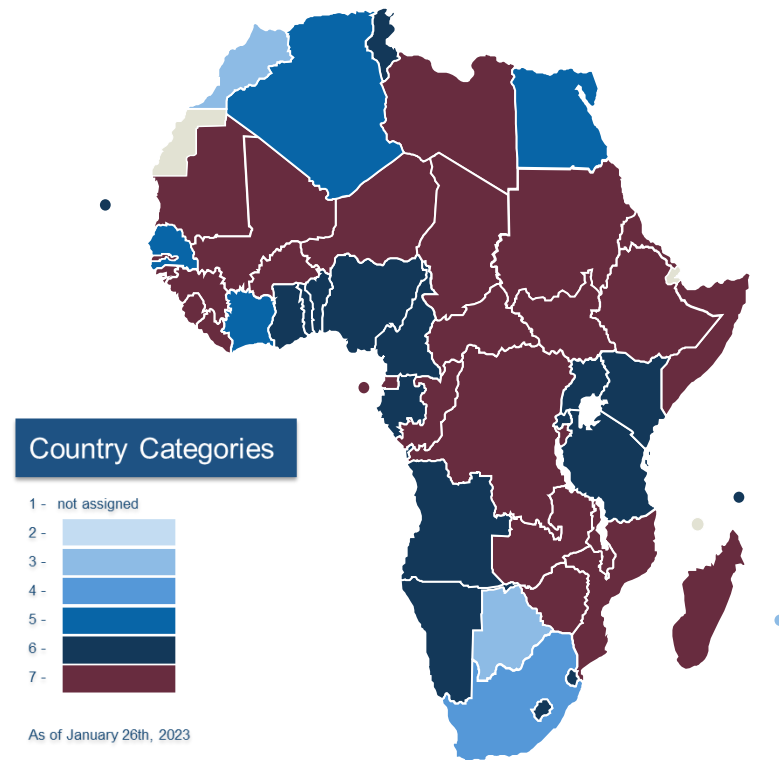 Country Categories
1 - not assigned
2 -
3 -
4 -
5 -
6 -
7 -
As of January 26th, 2023